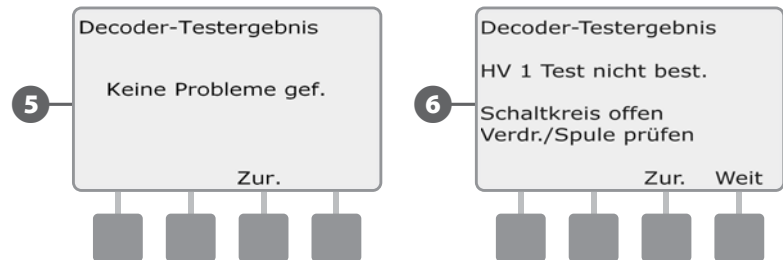 5
Decoder-Testergebnis
Keine Probleme gef.
Zur.
6
Decoder-Testergebnis
HV 1 Test nicht best.
Schaltkreis offen
Verdr./Spule prüfen
Zur. Weit